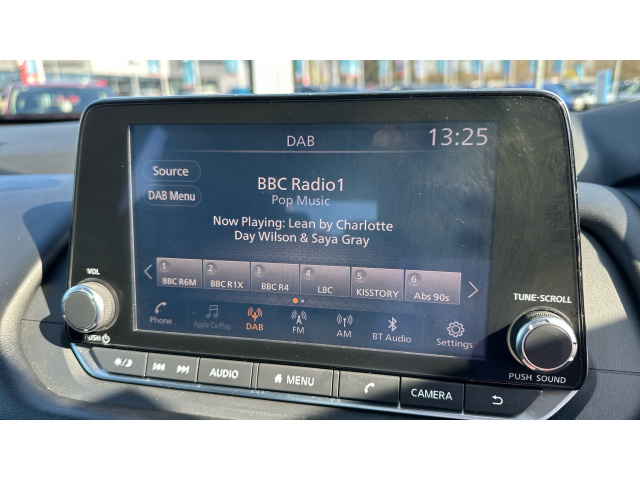 DAB
13:25
Source
DAB Menu
BBC Radio1
Pop Music
Now Playing: Lean by Charlotte
Day Wilson & Saya Gray
1 2 3 4 5 6
BBC R6M BBC R1X BBC R4 LBC KISSTORY Abs 90s
Phone Apple CarPlay DAB FM AM BT Audio Settings
VOL
PUSH
TUNE-SCROLL
PUSH SOUND
AUDIO MENU CAMERA